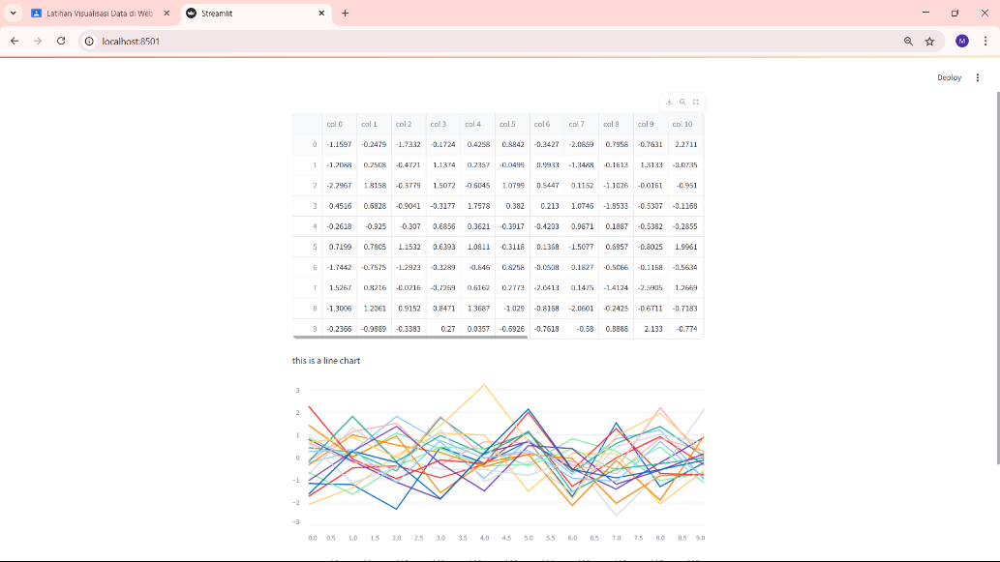 Latihan Visualisasi Data di Web
Streamlit
localhost:8501
M
Deploy
col 0 col 1 col 2 col 3 col 4 col 5 col 6 col 7 col 8 col 9 col 10
0 -1.1597 -0.2479 -1.7332 -0.1724 0.4258 0.8842 -0.3427 -2.0859 0.7958 -0.7631 2.2711
1 -1.2088 0.2508 -0.4721 1.1374 0.2357 -0.0499 0.9933 -1.3488 -0.1613 1.3133 -0.0735
2 -2.2967 1.8158 -0.3779 1.5072 -0.6045 1.0799 0.5447 0.1152 -1.1026 -0.0161 -0.951
3 0.4516 0.6828 -0.9041 -0.3177 1.7578 0.382 0.213 1.0746 -1.8533 -0.5307 -0.1168
4 -0.2618 -0.925 -0.307 0.6856 0.3621 -0.3917 -0.4203 0.9871 0.1887 -0.5382 -0.2855
5 0.7199 0.7805 1.1532 0.6393 1.0811 -0.3118 0.1368 -1.5077 0.6957 -0.8025 1.9961
6 -1.7442 -0.7575 -1.2923 -0.3289 -0.646 0.8258 -0.0508 0.1827 -0.5066 -0.1168 -0.5634
7 1.5267 0.8216 -0.0216 -0.7269 0.6162 0.2773 -2.0413 0.1475 -1.4124 -2.5905 1.2669
8 -1.3006 1.2061 0.9152 0.8471 1.3687 -1.029 -0.8168 -2.0601 -0.2425 -0.6711 -0.7183
9 -0.2366 -0.9889 -0.3383 0.27 0.0357 -0.6926 -0.7618 -0.58 0.8888 2.133 -0.774
this is a line chart
3
2
1
0
−1
−2
−3
0.0 0.5 1.0 1.5 2.0 2.5 3.0 3.5 4.0 4.5 5.0 5.5 6.0 6.5 7.0 7.5 8.0 8.5 9.0